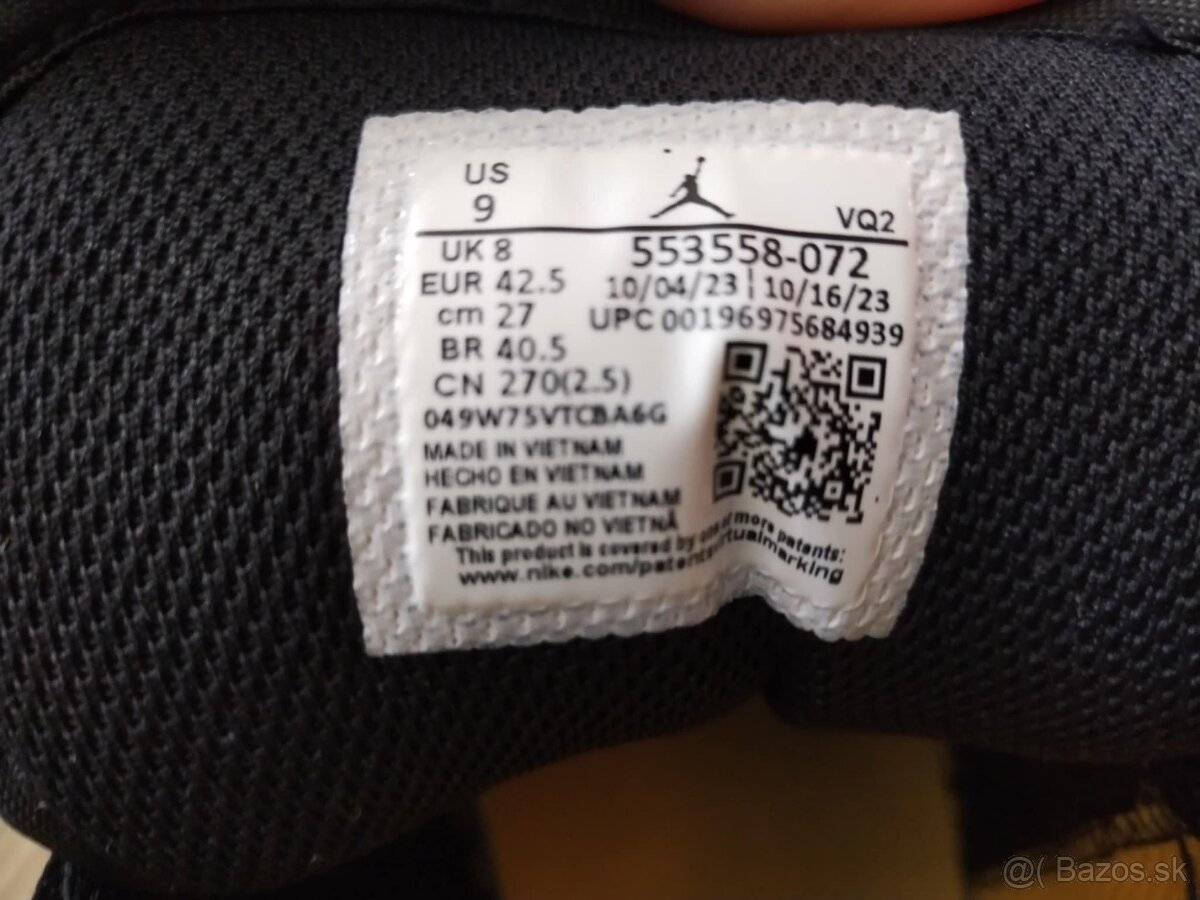 US
9
VQ2
UK 8
553558-072
EUR 42.5
10/04/23 | 10/16/23
cm 27
UPC 00196975684939
BR 40.5
CN 270(2.5)
049W75VTCBA6G
MADE IN VIETNAM
HECHO EN VIETNAM
FABRIQUE AU VIETNAM
FABRICADO NO VIETNÃ
This product is covered by one or more patents:
www.nike.com/patentsvirtualmarking
@( Bazos.sk